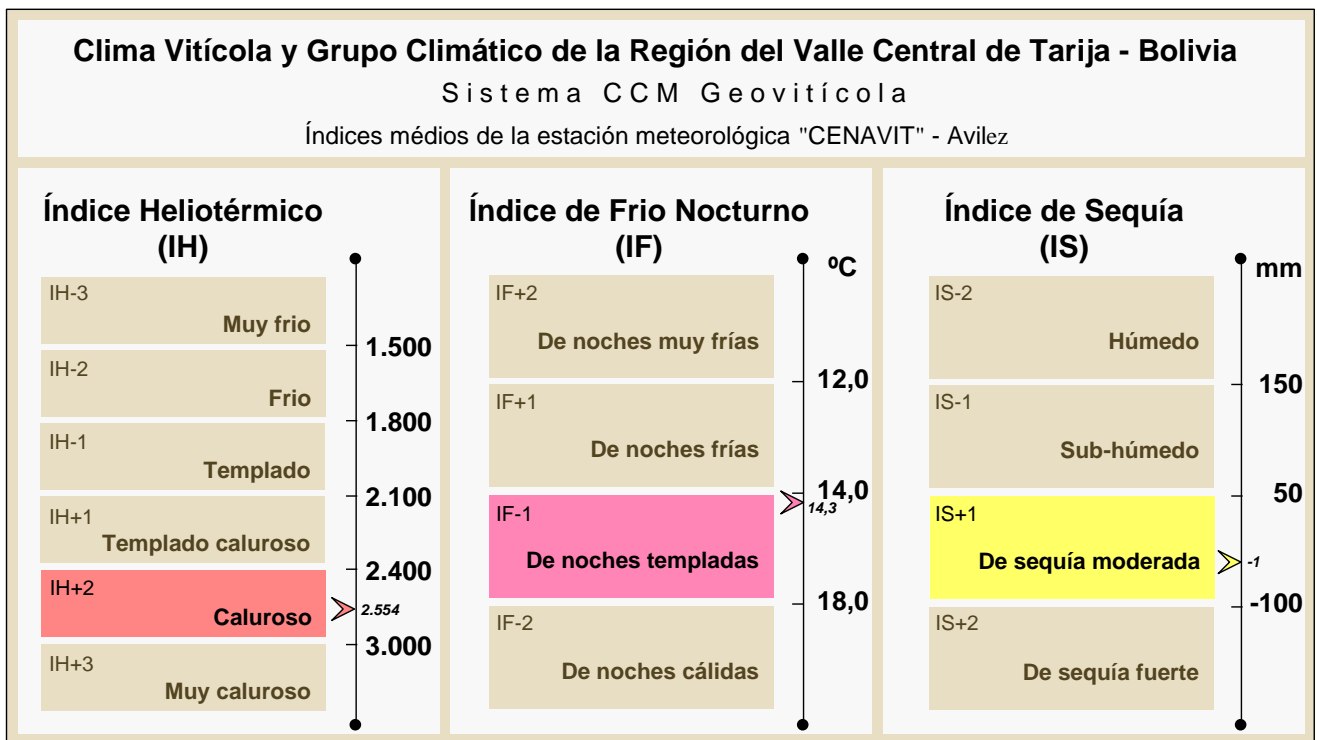 Clima Vitícola y Grupo Climático de la Región del Valle Central de Tarija - Bolivia
Sistema CCM Geovitícola
Índices médios de la estación meteorológica "CENAVIT" - Avilez
Índice Heliotérmico
(IH)
IH-3
Muy frio
1.500
IH-2
Frio
1.800
IH-1
Templado
2.100
IH+1
Templado caluroso
2.400
IH+2
Caluroso
2.554
3.000
IH+3
Muy caluroso
Índice de Frio Nocturno
(IF)
ºC
IF+2
De noches muy frías
12,0
IF+1
De noches frías
14,0
14,3
IF-1
De noches templadas
18,0
IF-2
De noches cálidas
Índice de Sequía
(IS)
mm
IS-2
Húmedo
150
IS-1
Sub-húmedo
50
IS+1
De sequía moderada
-1
-100
IS+2
De sequía fuerte